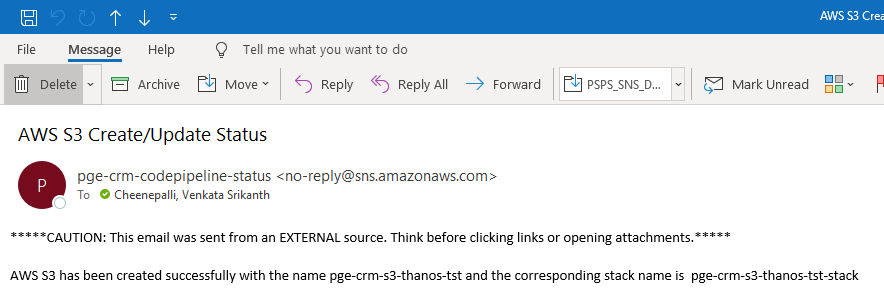 AWS S3 Crea
File Message Help Tell me what you want to do
Delete Archive Move Reply Reply All Forward PSPS_SNS_D... Mark Unread
AWS S3 Create/Update Status
P
pge-crm-codepipeline-status <no-reply@sns.amazonaws.com>
To Cheenepalli, Venkata Srikanth
*****CAUTION: This email was sent from an EXTERNAL source. Think before clicking links or opening attachments.*****
AWS S3 has been created successfully with the name pge-crm-s3-thanos-tst and the corresponding stack name is  pge-crm-s3-thanos-tst-stack